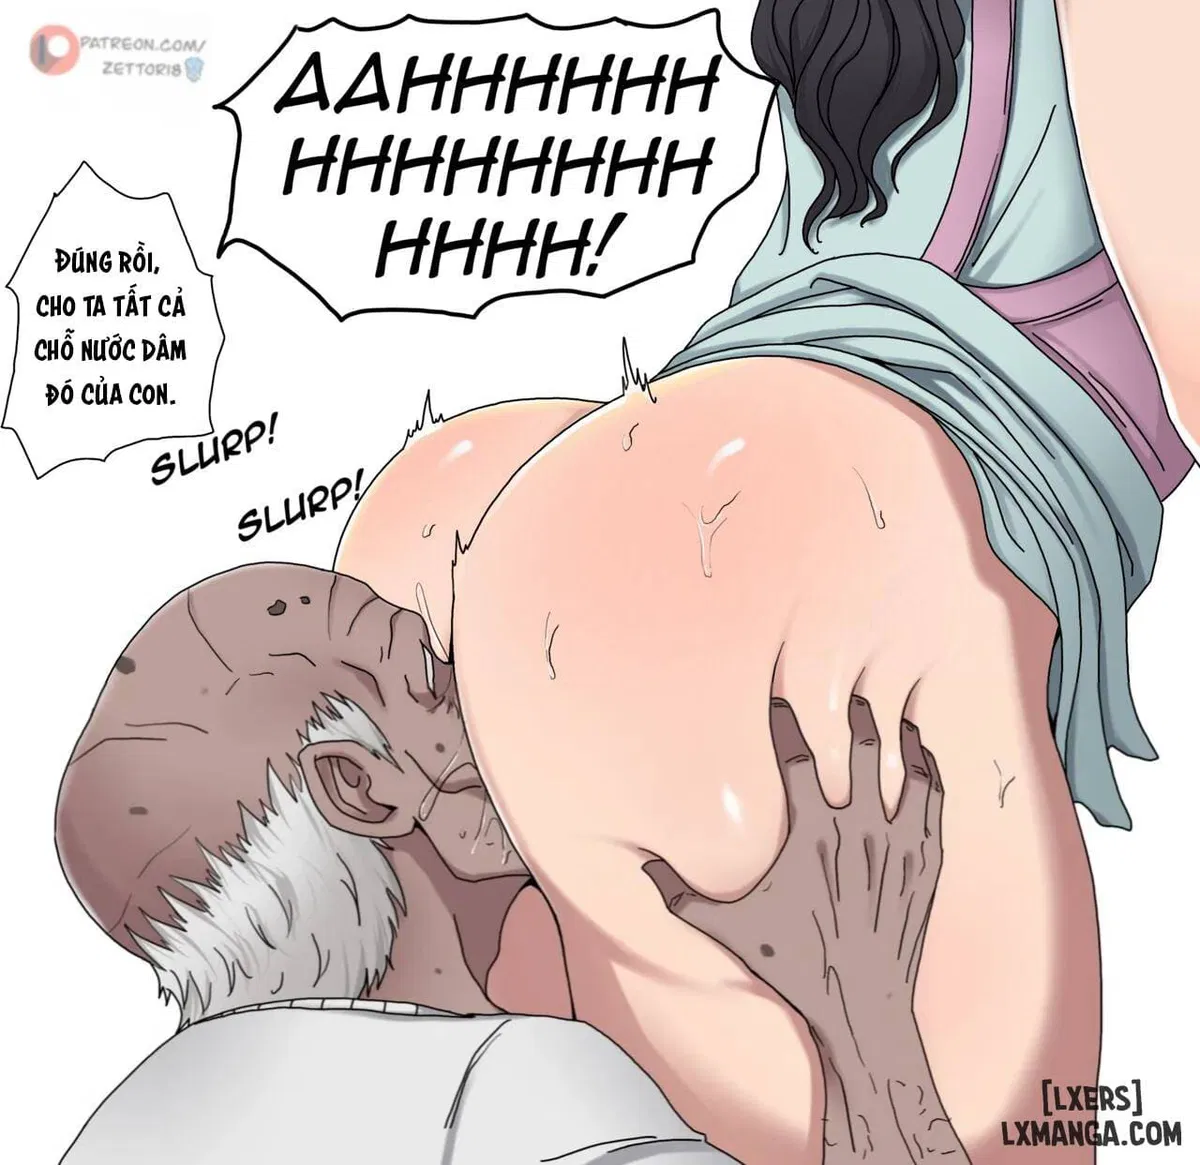 PATREON.COM/
ZETTORI8
AAHHHHHH
HHHHHHHH
HHHH!
ĐÚNG RỒI,
CHO TA TẤT CẢ
CHỖ NƯỚC DÂM
ĐÓ CỦA CON.
SLURP!
SLURP!
[LXERS]
LXMANGA.COM